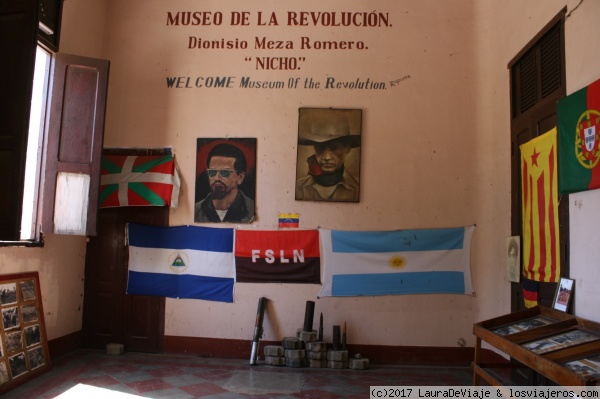 MUSEO DE LA REVOLUCIÓN.
Dionisio Meza Romero.
"NICHO."
WELCOME Museum Of the Revolution.
FSLN
(c)2017 LauraDeViaje & losviajeros.com